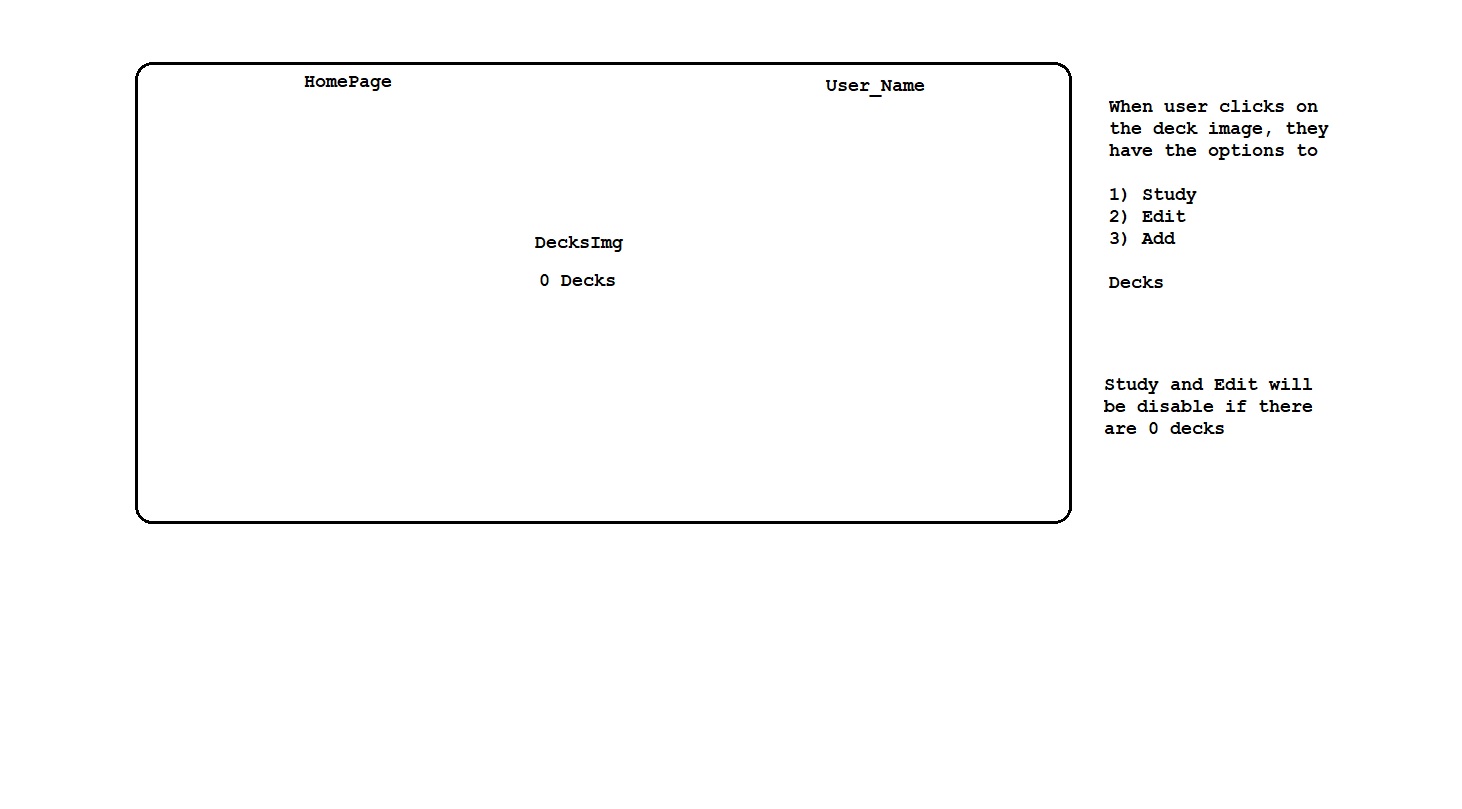 HomePage
User_Name
DecksImg
0 Decks
When user clicks on
the deck image, they
have the options to
1) Study
2) Edit
3) Add
Decks
Study and Edit will
be disable if there
are 0 decks